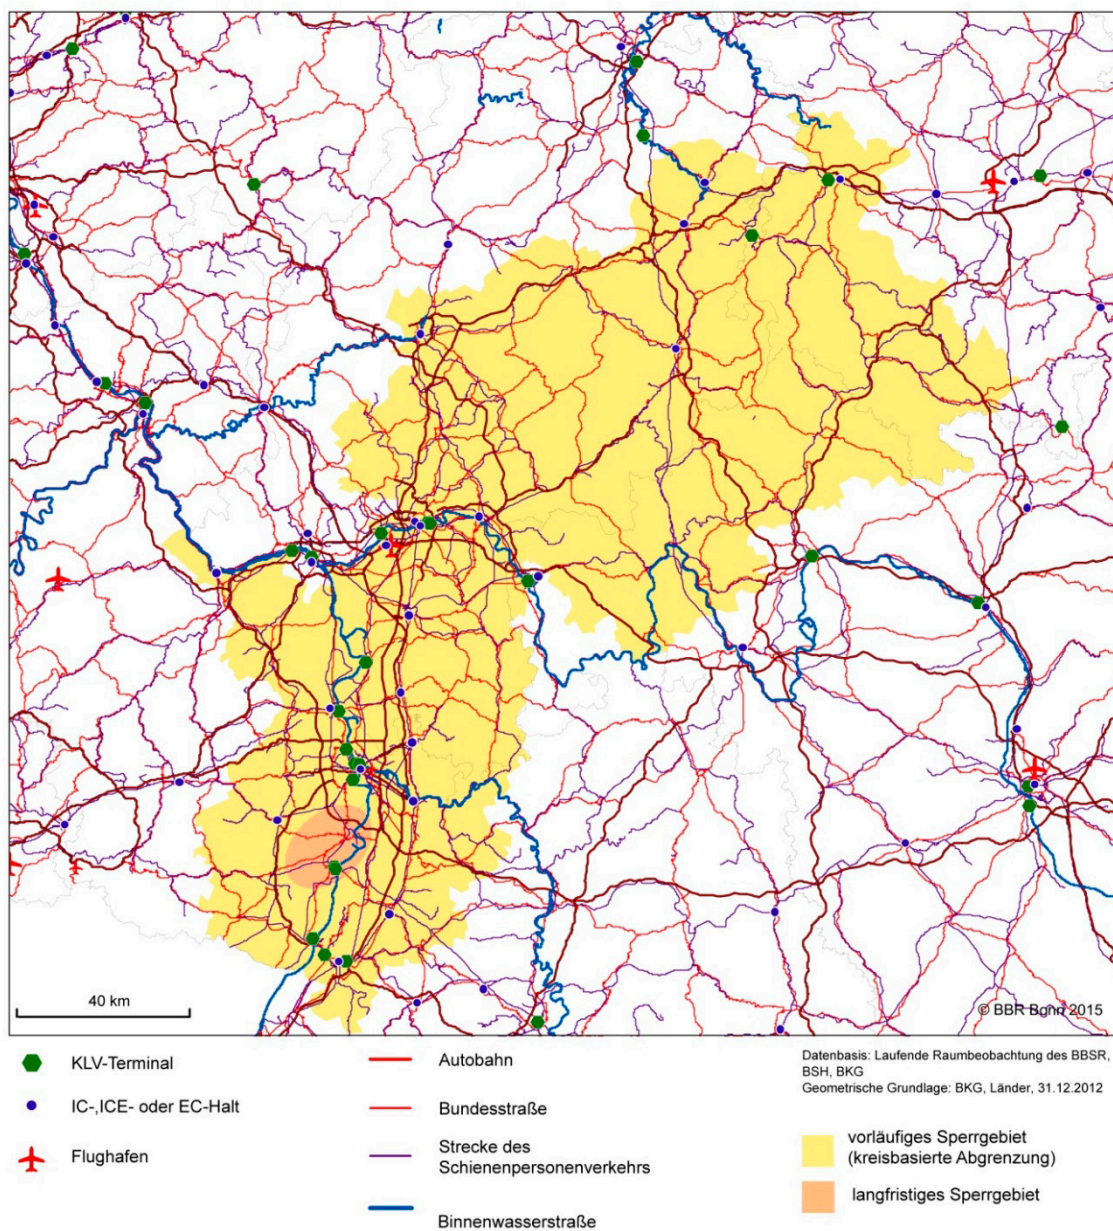 40 km
© BBR Bonn 2015
KLV-Terminal
IC-,ICE- oder EC-Halt
Flughafen
Autobahn
Bundesstraße
Strecke des
Schienenpersonenverkehrs
Binnenwasserstraße
Datenbasis: Laufende Raumbeobachtung des BBSR,
BSH, BKG
Geometrische Grundlage: BKG, Länder, 31.12.2012
vorläufiges Sperrgebiet
(kreisbasierte Abgrenzung)
langfristiges Sperrgebiet